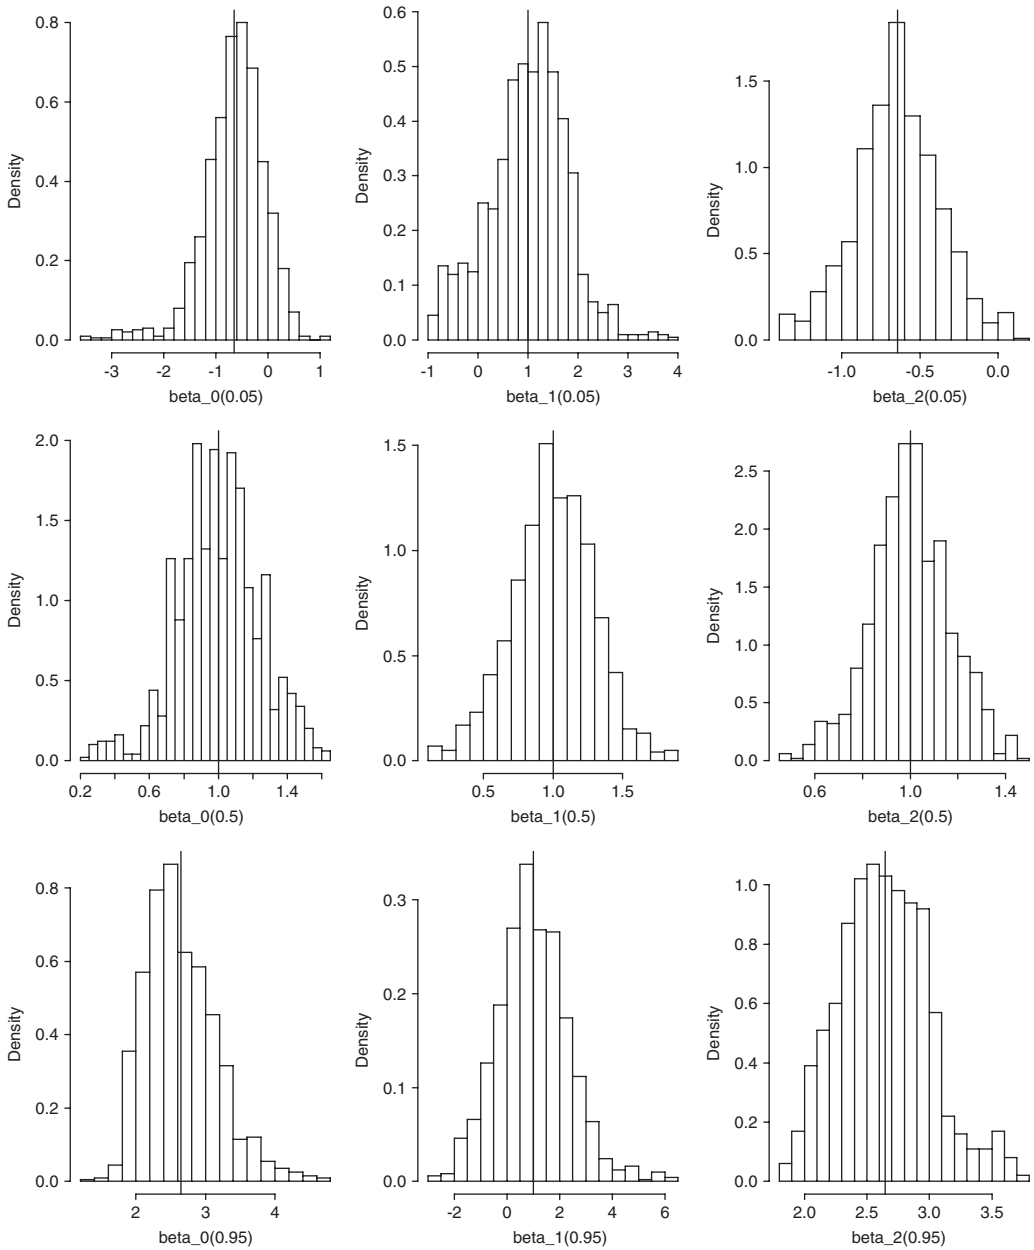 Density
0.0 0.2 0.4 0.6 0.8
-3 -2 -1 0 1
beta_0(0.05)
Density
0.0 0.1 0.2 0.3 0.4 0.5 0.6
-1 0 1 2 3 4
beta_1(0.05)
Density
0.0 0.5 1.0 1.5
-1.0 -0.5 0.0
beta_2(0.05)
Density
0.0 0.5 1.0 1.5 2.0
0.2 0.6 1.0 1.4
beta_0(0.5)
Density
0.0 0.5 1.0 1.5
0.5 1.0 1.5
beta_1(0.5)
Density
0.0 0.5 1.0 1.5 2.0 2.5
0.6 1.0 1.4
beta_2(0.5)
Density
0.0 0.2 0.4 0.6 0.8
2 3 4
beta_0(0.95)
Density
0.0 0.1 0.2 0.3
-2 0 2 4 6
beta_1(0.95)
Density
0.0 0.2 0.4 0.6 0.8 1.0
2.0 2.5 3.0 3.5
beta_2(0.95)